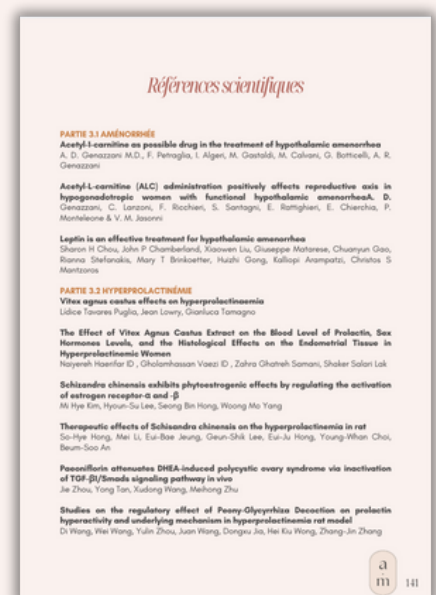 Références scientifiques
PARTIE 3.1 AMÉNORRHÉE
Acetyl-l-carnitine as possible drug in the treatment of hypothalamic amenorrhea
A. D. Genazzani M.D., F. Petraglia, I. Algeri, M. Gastaldi, M. Calvani, G. Botticelli, A. R.
Genazzani
Acetyl-L-carnitine (ALC) administration positively affects reproductive axis in
hypogonadotropic women with functional hypothalamic amenorrheaA. D.
Genazzani, C. Lanzoni, F. Ricchieri, S. Santagni, E. Rattighieri, E. Chierchia, P.
Monteleone & V. M. Jasonni
Leptin is an effective treatment for hypothalamic amenorrhea
Sharon H Chou, John P Chamberland, Xiaowen Liu, Giuseppe Matarese, Chuanyun Gao,
Rianna Stefanakis, Mary T Brinkoetter, Huizhi Gong, Kalliopi Arampatzi, Christos S
Mantzoros
PARTIE 3.2 HYPERPROLACTINÉMIE
Vitex agnus castus effects on hyperprolactinaemia
Lídice Tavares Puglia, Jean Lowry, Gianluca Tamagno
The Effect of Vitex Agnus Castus Extract on the Blood Level of Prolactin, Sex
Hormones Levels, and the Histological Effects on the Endometrial Tissue in
Hyperprolactinemic Women
Naiyereh Haerifar ID , Gholamhassan Vaezi ID , Zahra Ghatreh Samani, Shaker Salari Lak
Schizandra chinensis exhibits phytoestrogenic effects by regulating the activation
of estrogen receptor-α and -β
Mi Hye Kim, Hyoun-Su Lee, Seong Bin Hong, Woong Mo Yang
Therapeutic effects of Schisandra chinensis on the hyperprolactinemia in rat
So-Hye Hong, Mei Li, Eui-Bae Jeung, Geun-Shik Lee, Eui-Ju Hong, Young-Whan Choi,
Beum-Soo An
Paeoniflorin attenuates DHEA-induced polycystic ovary syndrome via inactivation
of TGF-β1/Smads signaling pathway in vivo
Jie Zhou, Yong Tan, Xudong Wang, Meihong Zhu
Studies on the regulatory effect of Peony-Glycyrrhiza Decoction on prolactin
hyperactivity and underlying mechanism in hyperprolactinemia rat model
Di Wang, Wei Wang, Yulin Zhou, Juan Wang, Dongxu Jia, Hei Kiu Wong, Zhang-Jin Zhang
a
m
141